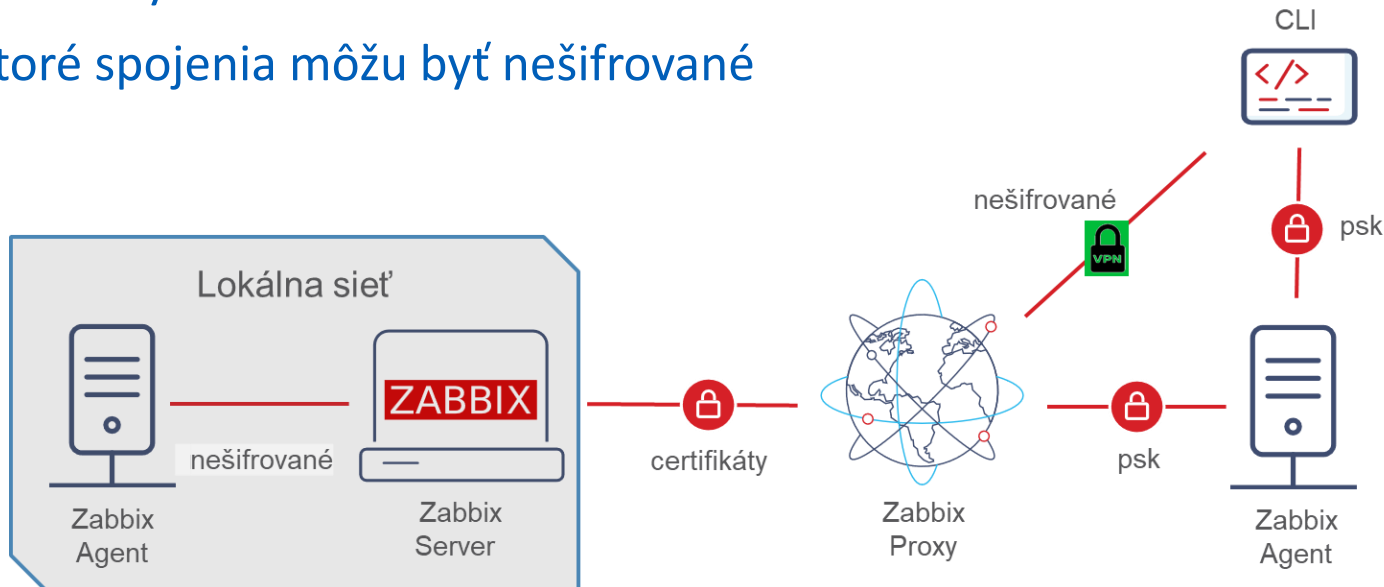 toré spojenia môžu byť nešifrované
CLI
</>
nešifrované
VPN
psk
Lokálna sieť
ZABBIX
nešifrované
certifikáty
psk
Zabbix
Agent
Zabbix
Server
Zabbix
Proxy
Zabbix
Agent